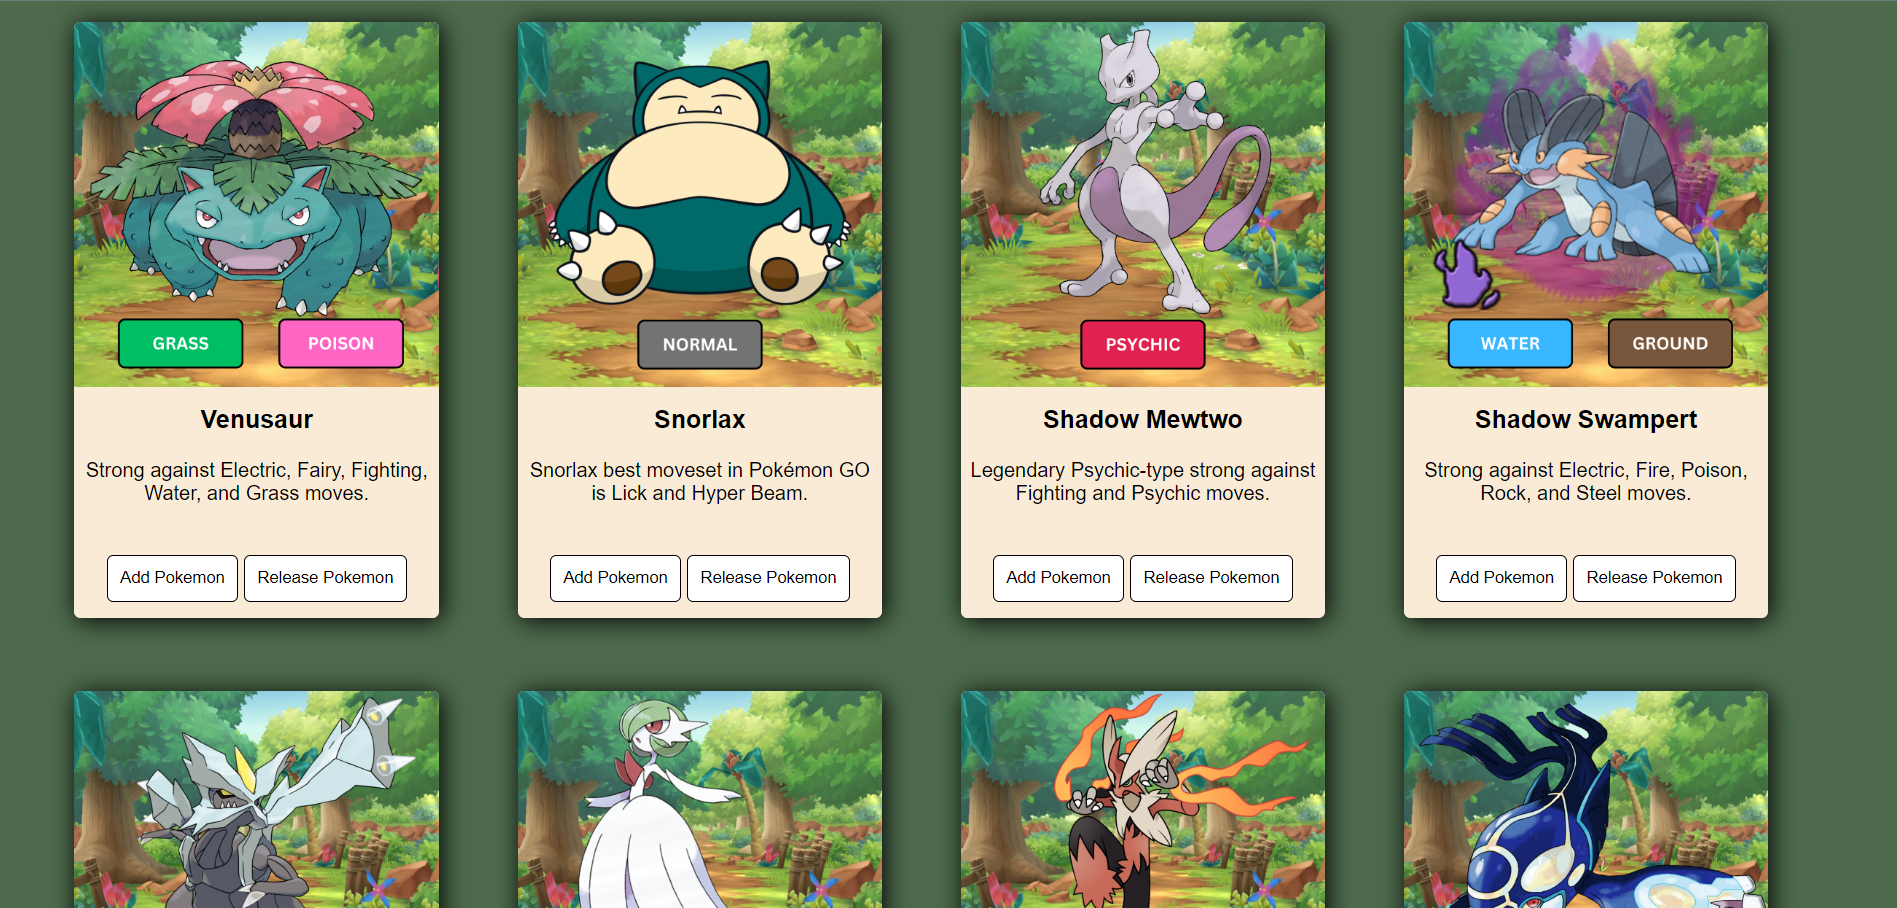 GRASS POISON
Venusaur
Strong against Electric, Fairy, Fighting,
Water, and Grass moves.
Add Pokemon Release Pokemon
NORMAL
Snorlax
Snorlax best moveset in Pokémon GO
is Lick and Hyper Beam.
Add Pokemon Release Pokemon
PSYCHIC
Shadow Mewtwo
Legendary Psychic-type strong against
Fighting and Psychic moves.
Add Pokemon Release Pokemon
WATER GROUND
Shadow Swampert
Strong against Electric, Fire, Poison,
Rock, and Steel moves.
Add Pokemon Release Pokemon